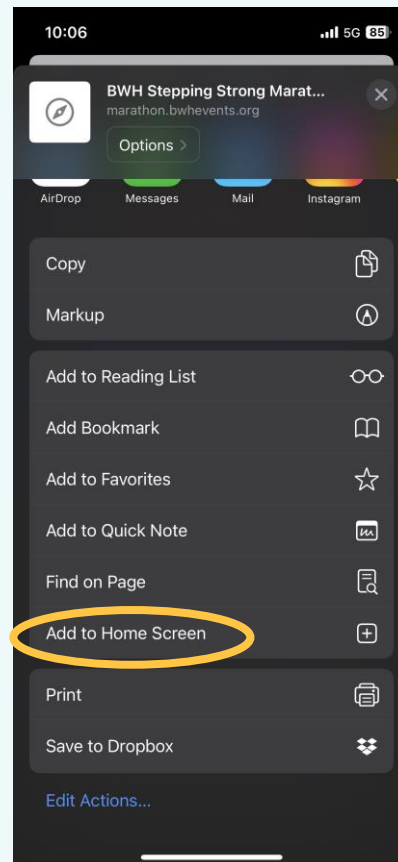 10:06
5G 85
BWH Stepping Strong Marat...
marathon.bwhevents.org
Options >
AirDrop Messages Mail Instagram
Copy
Markup
Add to Reading List
Add Bookmark
Add to Favorites
Add to Quick Note
Find on Page
Add to Home Screen
Print
Save to Dropbox
Edit Actions...